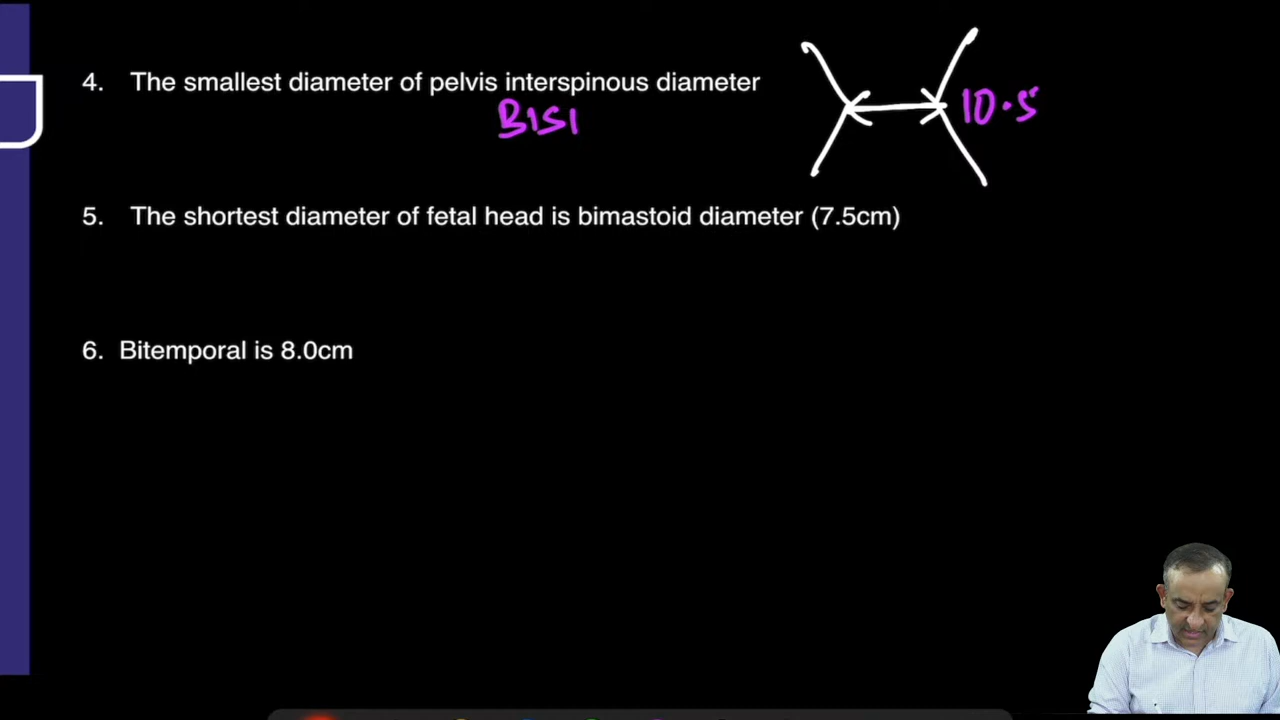 4. The smallest diameter of pelvis interspinous diameter
BISI
10.5
5. The shortest diameter of fetal head is bimastoid diameter (7.5cm)
6. Bitemporal is 8.0cm